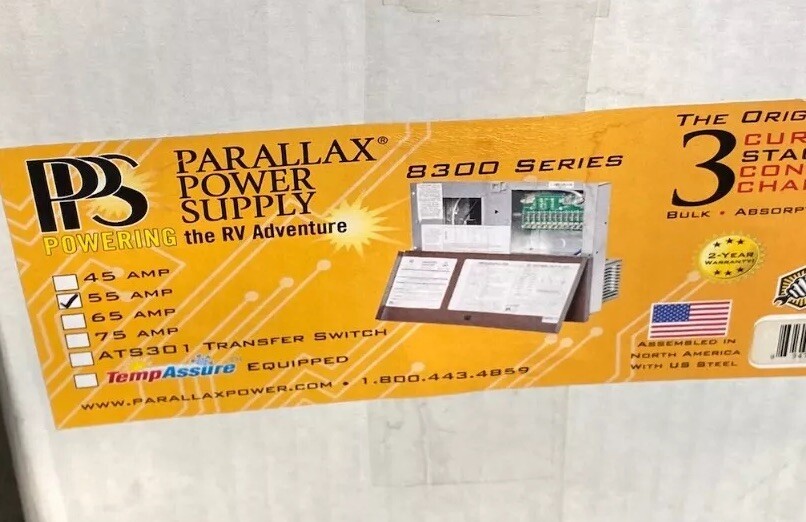 PPS
POWERING
PARALLAX®
POWER
SUPPLY
the RV Adventure
8300 SERIES
45 AMP
55 AMP
65 AMP
75 AMP
ATS301 TRANSFER SWITCH
TempAssure EQUIPPED
WWW.PARALLAXPOWER.COM • 1.800.443.4859
THE ORIG
3
CUR
STA
CON
CHA
BULK • ABSORP
2-YEAR
WARRANTY!
ASSEMBLED IN
NORTH AMERICA
WITH US STEEL